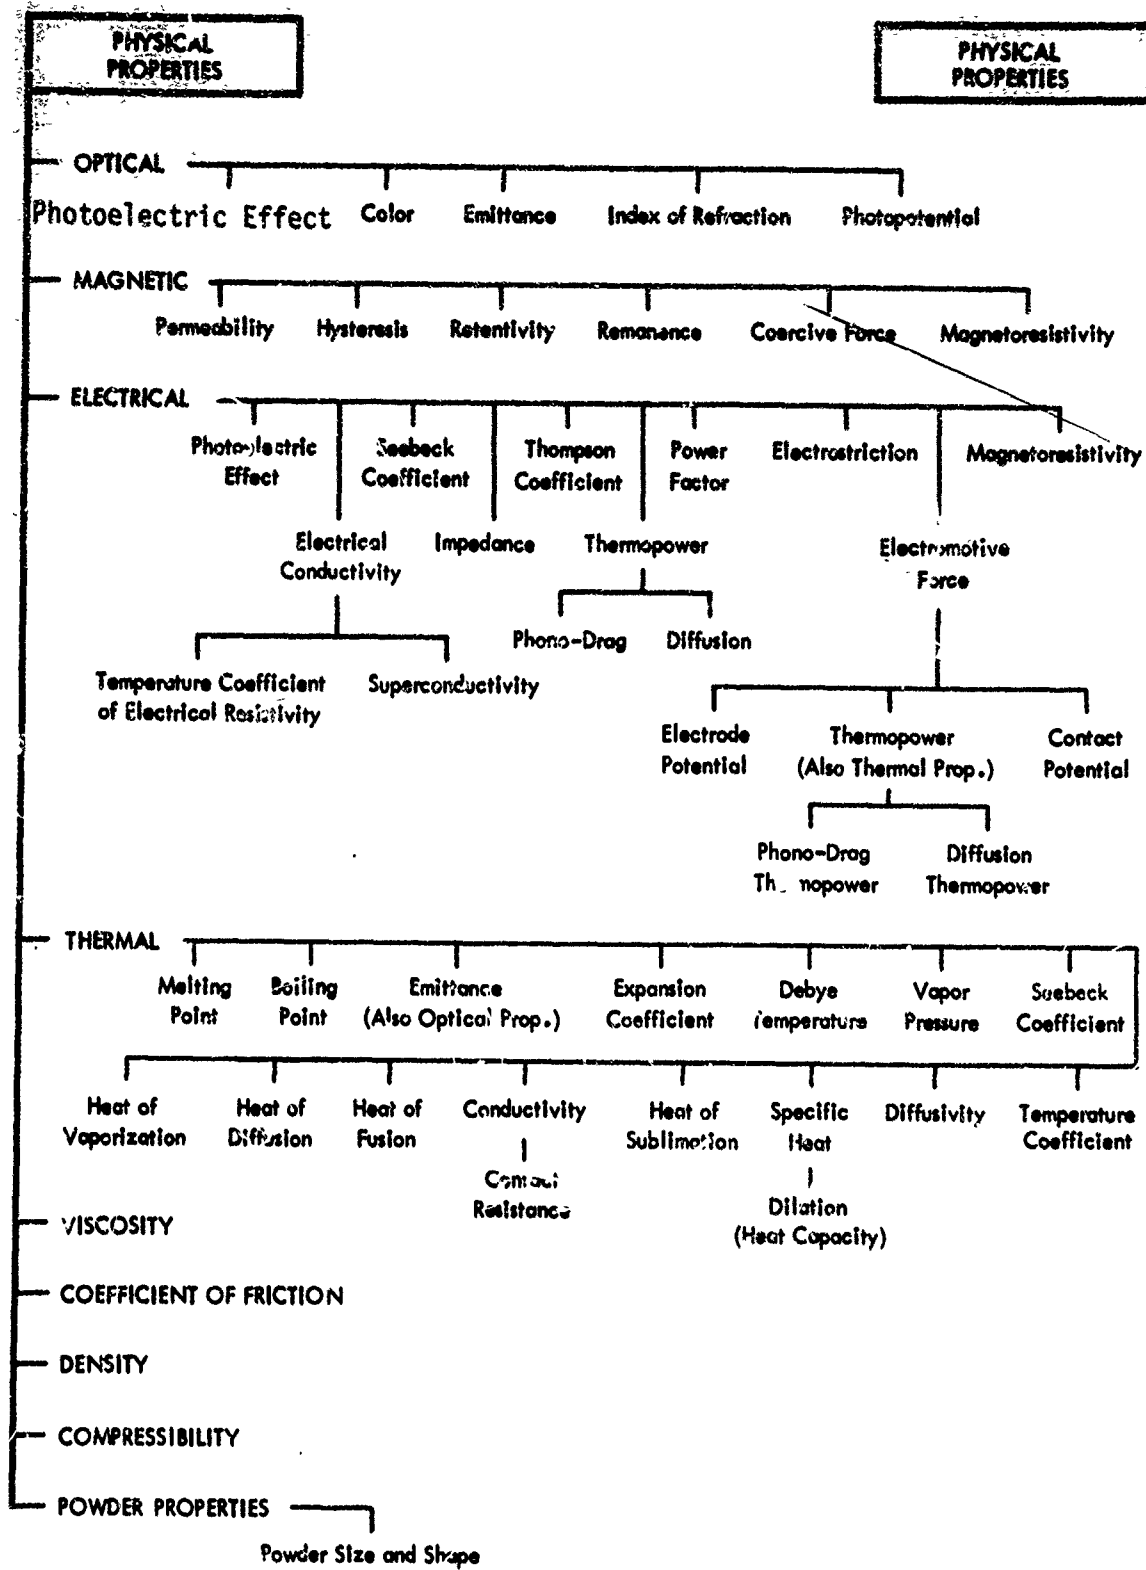 PHYSICAL
PROPERTIES
PHYSICAL
PROPERTIES
OPTICAL
Photoelectric Effect Color Emittance Index of Refraction Photopotential
MAGNETIC
Permeability Hysteresis Retentivity Remanence Coercive Force Magnetoresistivity
ELECTRICAL
Photoelectric Seebeck Thompson Power Electrostriction Magnetoresistivity
Effect Coefficient Coefficient Factor
Electrical Impedance Thermopower Electromotive
Conductivity Force
Phono-Drag Diffusion
Temperature Coefficient Superconductivity
of Electrical Resistivity
Electrode Thermopower Contact
Potential (Also Thermal Prop.) Potential
Phono-Drag Diffusion
Thermopower Thermopower
THERMAL
Melting Boiling Emittance Expansion Debye Vapor Seebeck
Point Point (Also Optical Prop.) Coefficient Temperature Pressure Coefficient
Heat of Heat of Heat of Conductivity Heat of Specific Diffusivity Temperature
Vaporization Diffusion Fusion Sublimation Heat Coefficient
Contact
Resistance Dilation
(Heat Capacity)
VISCOSITY
COEFFICIENT OF FRICTION
DENSITY
COMPRESSIBILITY
POWDER PROPERTIES
Powder Size and Shape